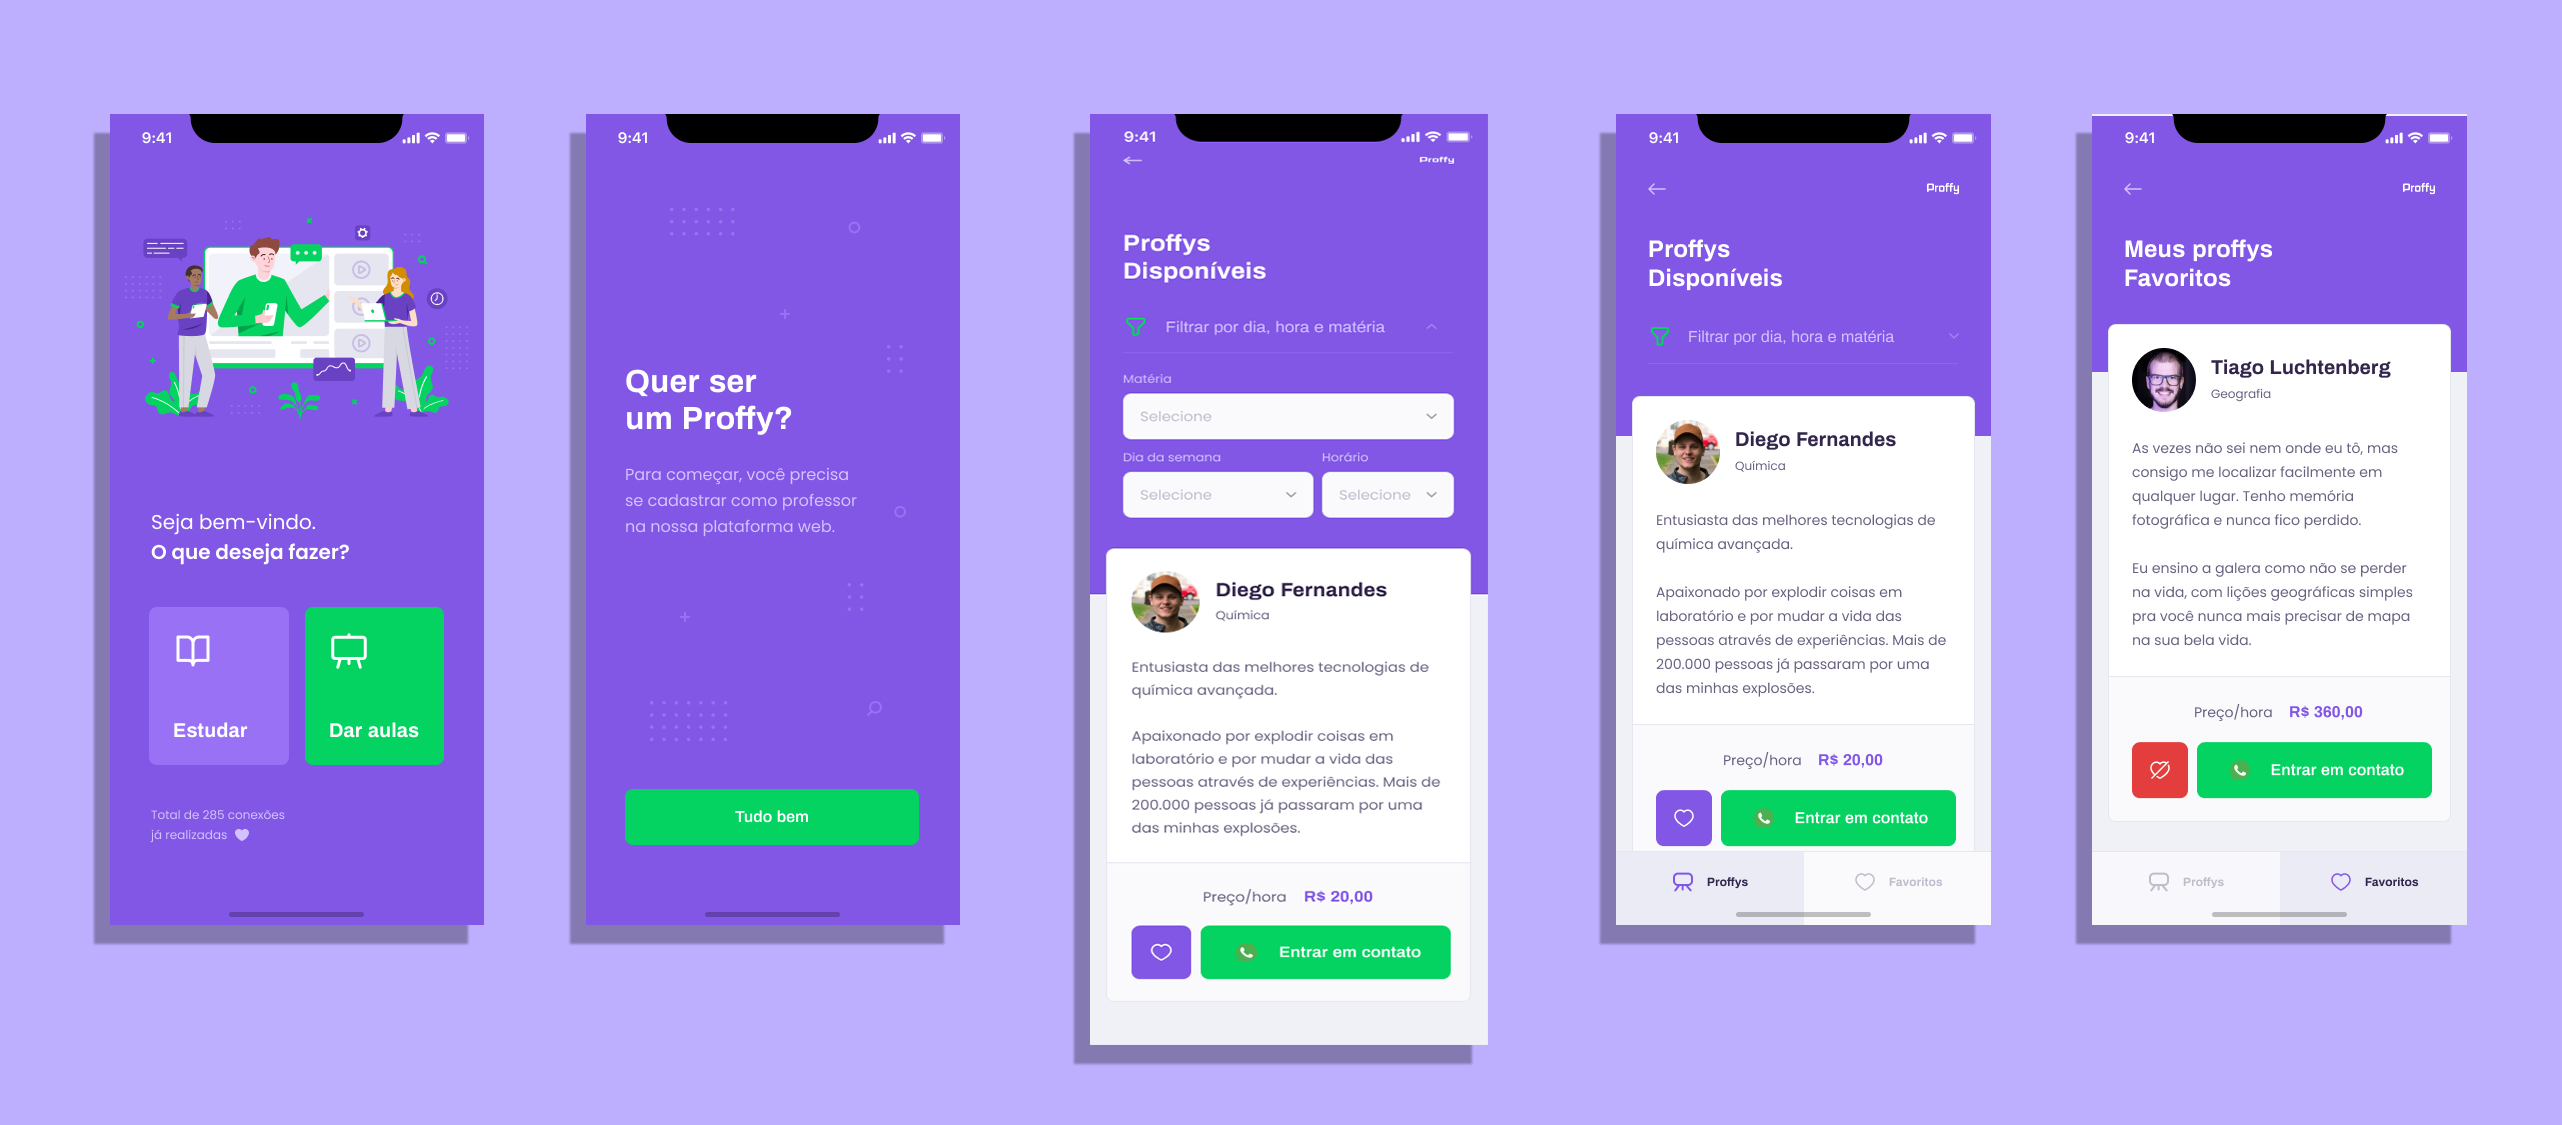 9:41
Seja bem-vindo.
O que deseja fazer?
Estudar
Dar aulas
Total de 285 conexões
já realizadas
9:41
Quer ser
um Proffy?
Para começar, você precisa
se cadastrar como professor
na nossa plataforma web.
Tudo bem
9:41
Proffy
Proffys
Disponíveis
Filtrar por dia, hora e matéria
Matéria
Selecione
Dia da semana
Horário
Selecione
Selecione
Diego Fernandes
Química
Entusiasta das melhores tecnologias de
química avançada.
Apaixonado por explodir coisas em
laboratório e por mudar a vida das
pessoas através de experiências. Mais de
200.000 pessoas já passaram por uma
das minhas explosões.
Preço/hora R$ 20,00
Entrar em contato
9:41
Proffy
Proffys
Disponíveis
Filtrar por dia, hora e matéria
Diego Fernandes
Química
Entusiasta das melhores tecnologias de
química avançada.
Apaixonado por explodir coisas em
laboratório e por mudar a vida das
pessoas através de experiências. Mais de
200.000 pessoas já passaram por uma
das minhas explosões.
Preço/hora R$ 20,00
Entrar em contato
Proffys
Favoritos
9:41
Proffy
Meus proffys
Favoritos
Tiago Luchtenberg
Geografia
As vezes não sei nem onde eu tô, mas
consigo me localizar facilmente em
qualquer lugar. Tenho memória
fotográfica e nunca fico perdido.
Eu ensino a galera como não se perder
na vida, com lições geográficas simples
pra você nunca mais precisar de mapa
na sua bela vida.
Preço/hora R$ 360,00
Entrar em contato
Proffys
Favoritos